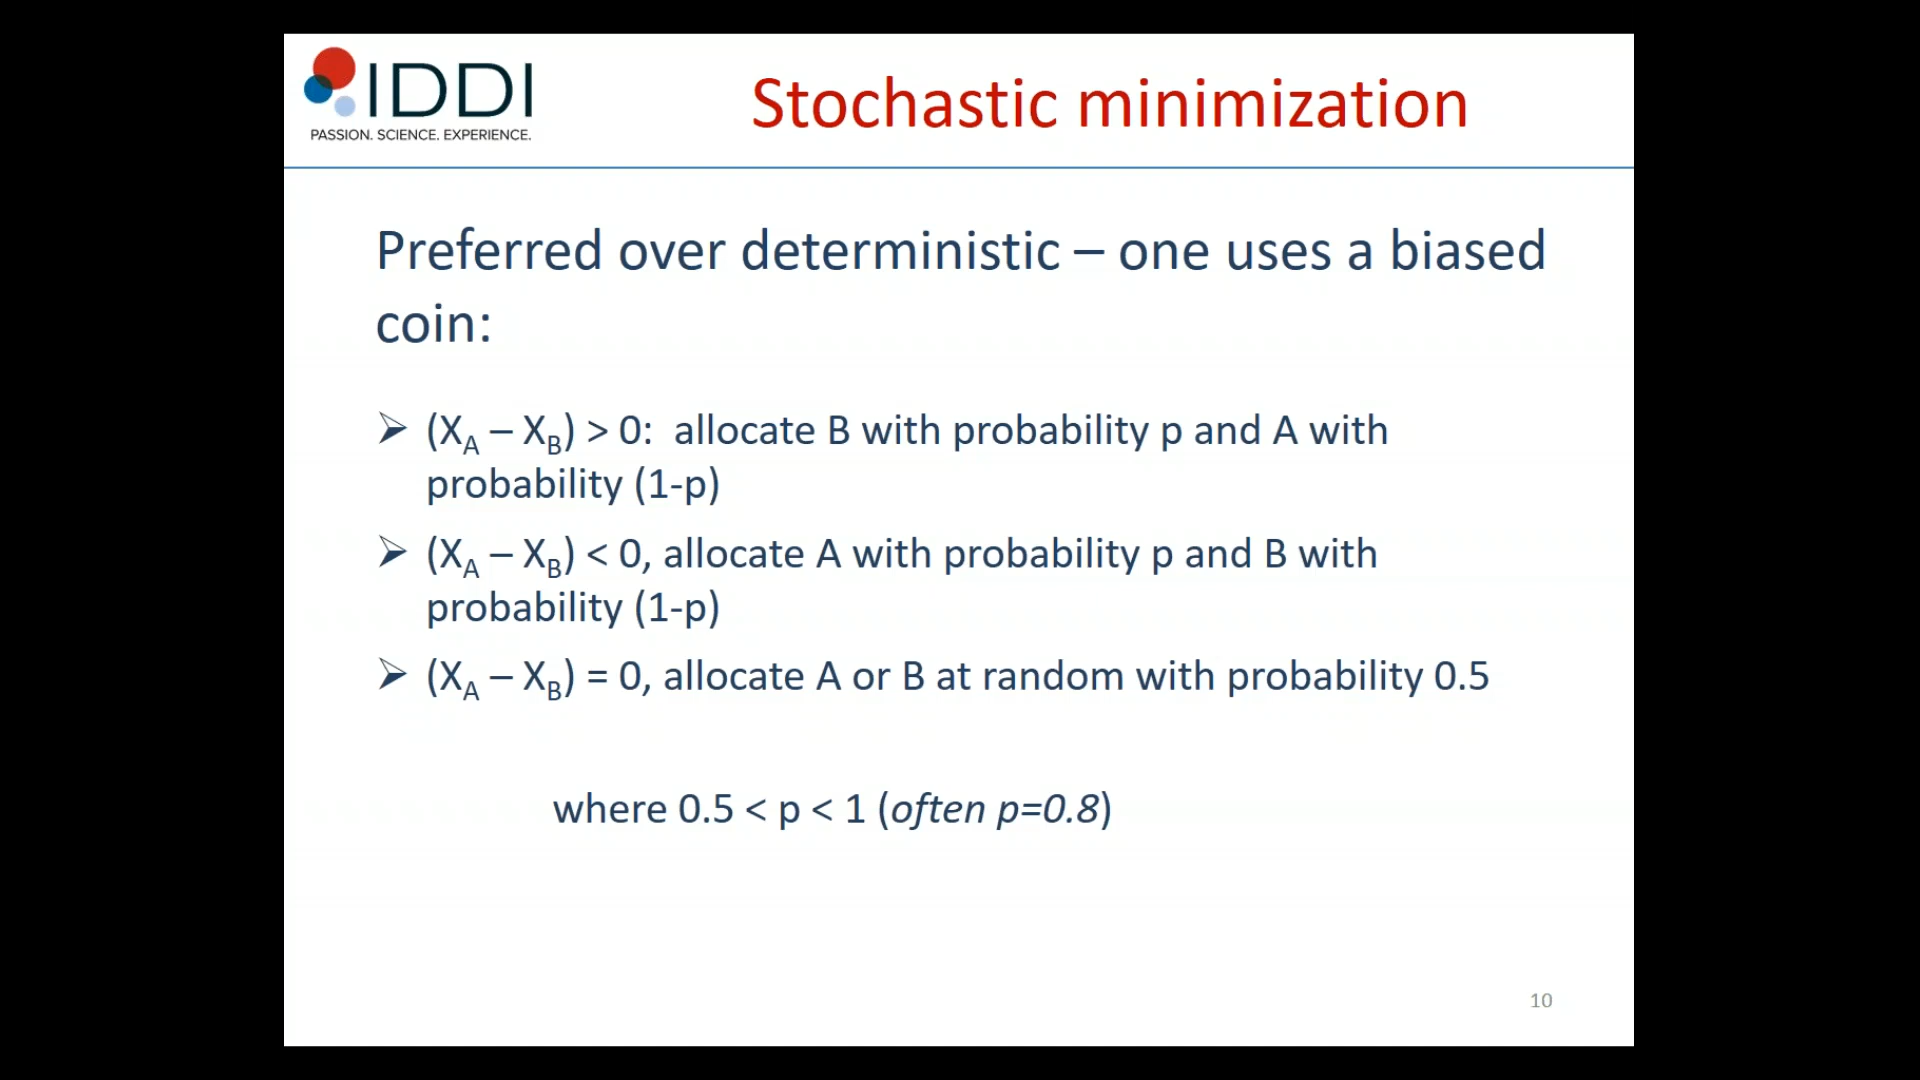 IDDI
PASSION. SCIENCE. EXPERIENCE.
Stochastic minimization
Preferred over deterministic – one uses a biased
coin:
➢ (XA – XB) > 0:  allocate B with probability p and A with
probability (1-p)
➢ (XA – XB) < 0, allocate A with probability p and B with
probability (1-p)
➢ (XA – XB) = 0, allocate A or B at random with probability 0.5
where 0.5 < p < 1 (often p=0.8)
10